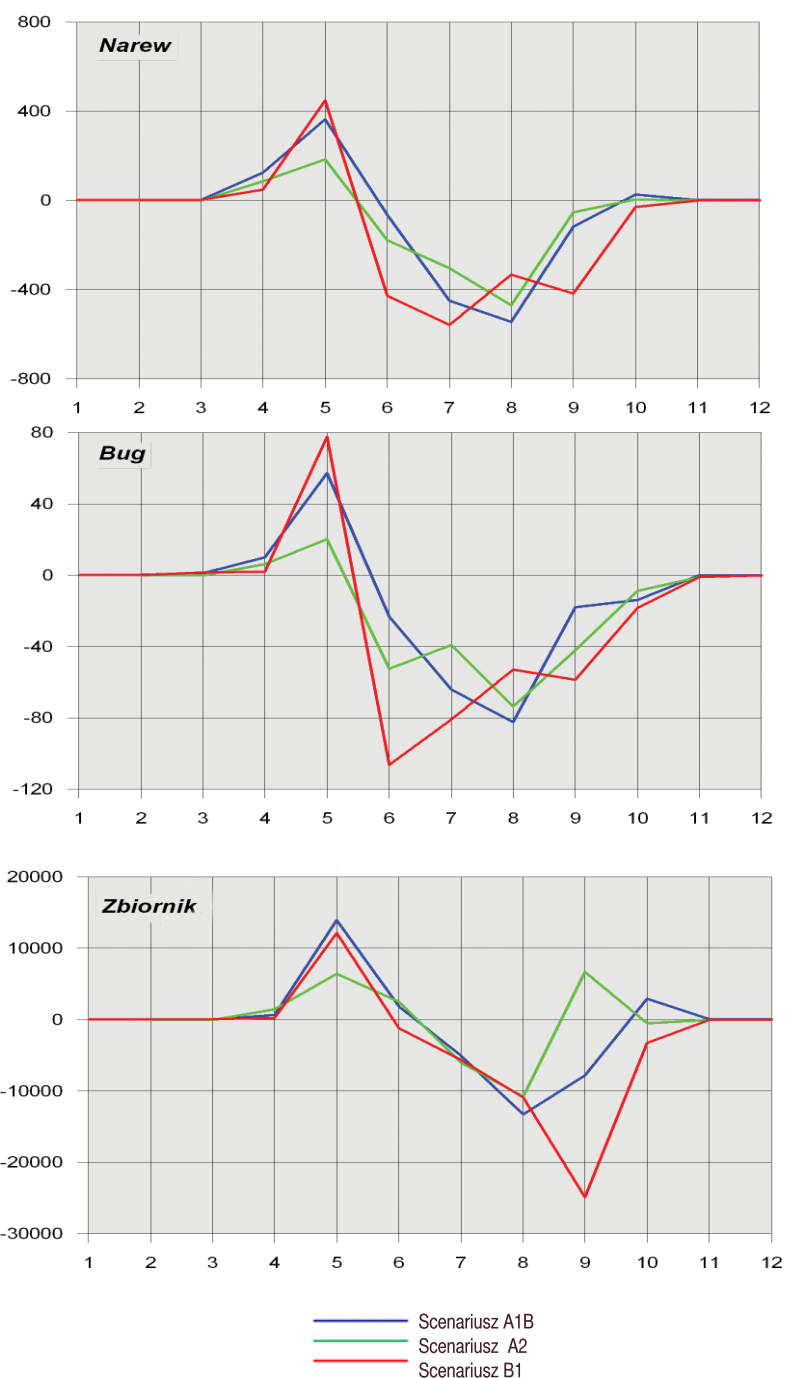 Narew
800
400
0
-400
-800
1 2 3 4 5 6 7 8 9 10 11 12
Bug
80
40
0
-40
-80
-120
1 2 3 4 5 6 7 8 9 10 11 12
Zbiornik
20000
10000
0
-10000
-20000
-30000
1 2 3 4 5 6 7 8 9 10 11 12
Scenariusz A1B
Scenariusz A2
Scenariusz B1